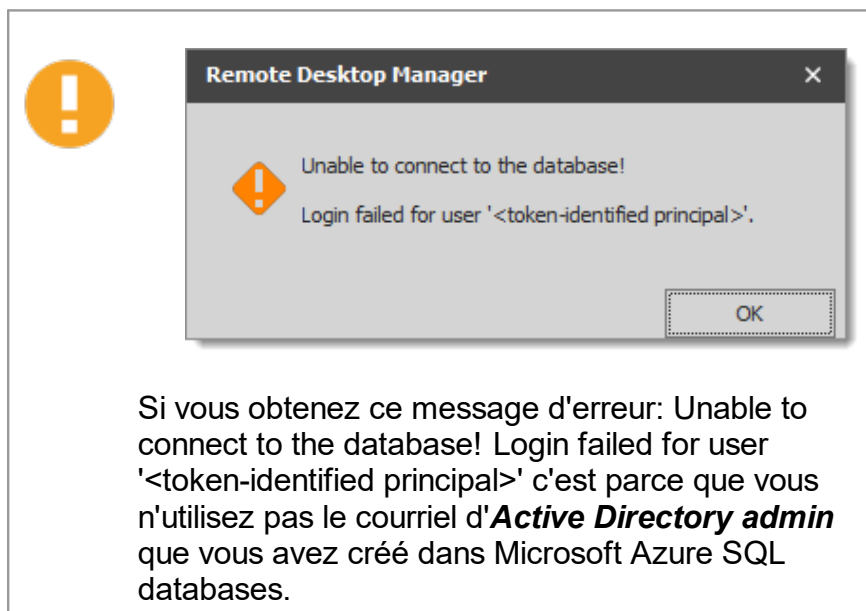 Remote Desktop Manager
Unable to connect to the database!
Login failed for user '<token-identified principal>'.
OK
Si vous obtenez ce message d'erreur: Unable to
connect to the database! Login failed for user
'<token-identified principal>' c'est parce que vous
n'utilisez pas le courriel d'Active Directory admin
que vous avez créé dans Microsoft Azure SQL
databases.